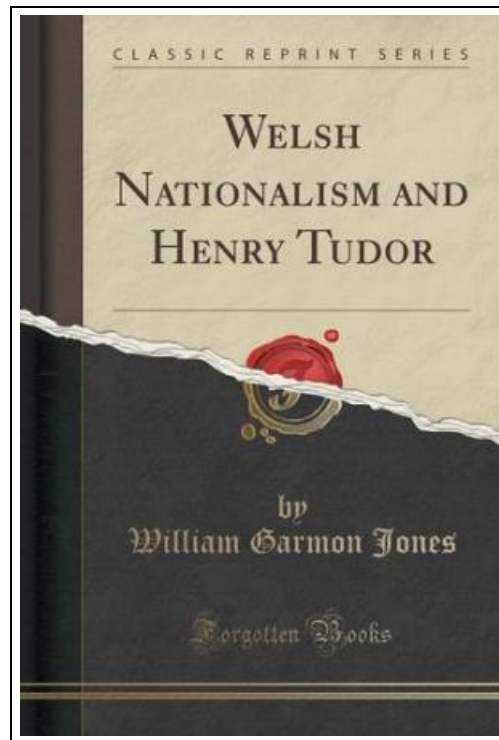 CLASSIC REPRINT SERIES
WELSH
NATIONALISM AND
HENRY TUDOR
by
William Garmon Jones
Forgotten Books